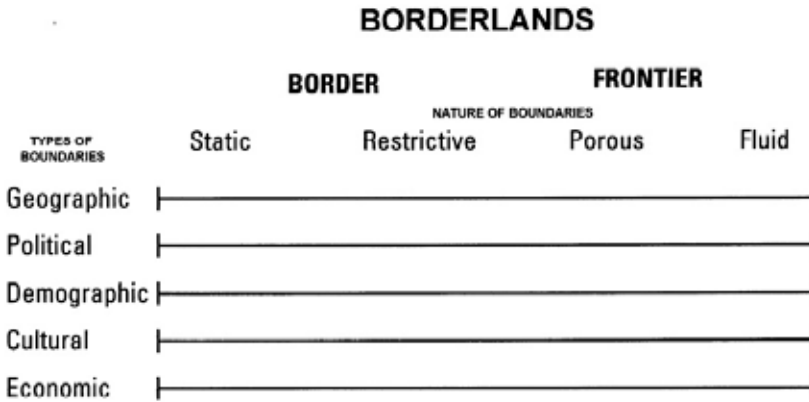 BORDERLANDS
BORDER FRONTIER
NATURE OF BOUNDARIES
TYPES OF
BOUNDARIES
Static Restrictive Porous Fluid
Geographic
Political
Demographic
Cultural
Economic